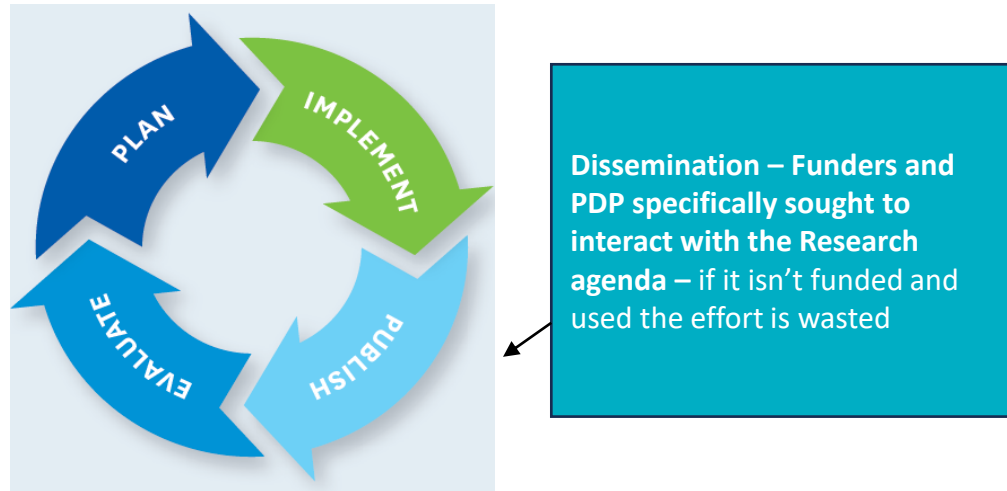 PLAN
IMPLEMENT
PUBLISH
EVALUATE
Dissemination – Funders and
PDP specifically sought to
interact with the Research
agenda – if it isn’t funded and
used the effort is wasted